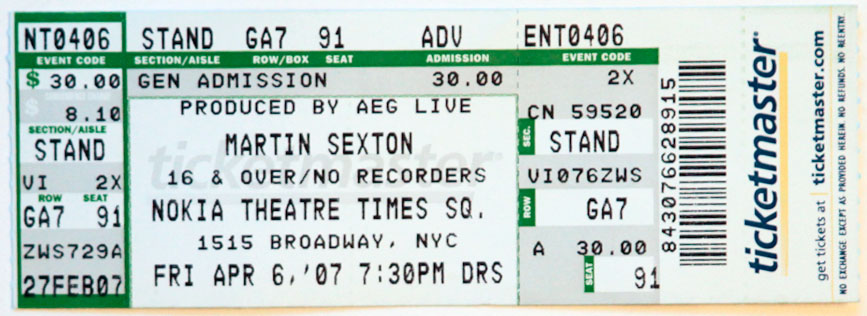 NT0406
EVENT CODE
$ 30.00
8.10
SECTION/AISLE
STAND
VI 2X
ROW SEAT
GA7 91
ZWS729A
27FEB07
STAND GA7 91 ADV
SECTION/AISLE ROW/BOX SEAT ADMISSION
GEN ADMISSION 30.00
PRODUCED BY AEG LIVE
MARTIN SEXTON
16 & OVER/NO RECORDERS
NOKIA THEATRE TIMES SQ.
1515 BROADWAY, NYC
FRI APR 6,'07 7:30PM DRS
ticketmaster
ENT0406
EVENT CODE
2X
CN 59520
SEC. STAND
VI076ZWS
ROW GA7
A 30.00
SEAT 91
843076628915
ticketmaster
get tickets at ticketmaster.com
NO EXCHANGE EXCEPT AS PROVIDED HEREIN. NO REFUNDS. NO REENTRY.